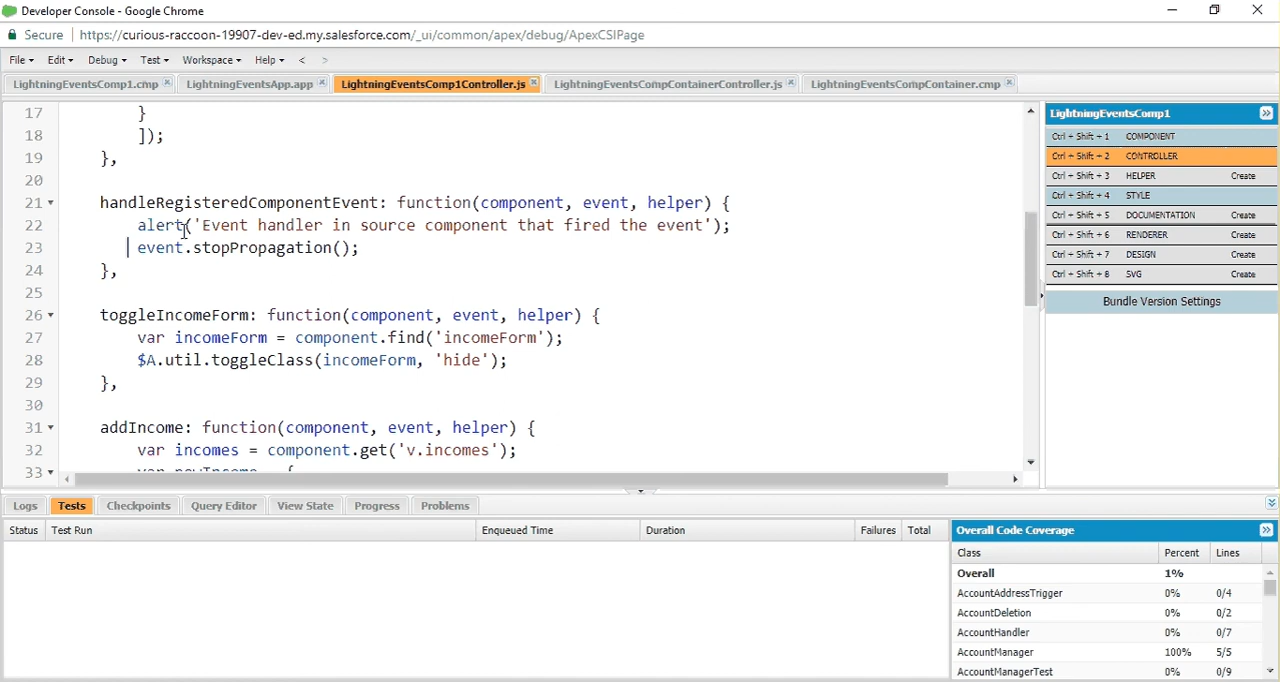 Developer Console - Google Chrome
Secure | https://curious-raccoon-19907-dev-ed.my.salesforce.com/_ui/common/apex/debug/ApexCSIPage
File Edit Debug Test Workspace Help < >
LightningEventsComp1.cmp LightningEventsApp.app LightningEventsComp1Controller.js LightningEventsCompContainerController.js LightningEventsCompContainer.cmp
17 }
18 ]);
19 },
20
21 handleRegisteredComponentEvent: function(component, event, helper) {
22 alert('Event handler in source component that fired the event');
23 event.stopPropagation();
24 },
25
26 toggleIncomeForm: function(component, event, helper) {
27 var incomeForm = component.find('incomeForm');
28 $A.util.toggleClass(incomeForm, 'hide');
29 },
30
31 addIncome: function(component, event, helper) {
32 var incomes = component.get('v.incomes');
33 var newIncome = {
LightningEventsComp1
Ctrl + Shift + 1 COMPONENT
Ctrl + Shift + 2 CONTROLLER
Ctrl + Shift + 3 HELPER Create
Ctrl + Shift + 4 STYLE
Ctrl + Shift + 5 DOCUMENTATION Create
Ctrl + Shift + 6 RENDERER Create
Ctrl + Shift + 7 DESIGN Create
Ctrl + Shift + 8 SVG Create
Bundle Version Settings
Logs Tests Checkpoints Query Editor View State Progress Problems
Status Test Run Enqueued Time Duration Failures Total
Overall Code Coverage
Class Percent Lines
Overall 1%
AccountAddressTrigger 0% 0/4
AccountDeletion 0% 0/2
AccountHandler 0% 0/7
AccountManager 100% 5/5
AccountManagerTest 0% 0/9